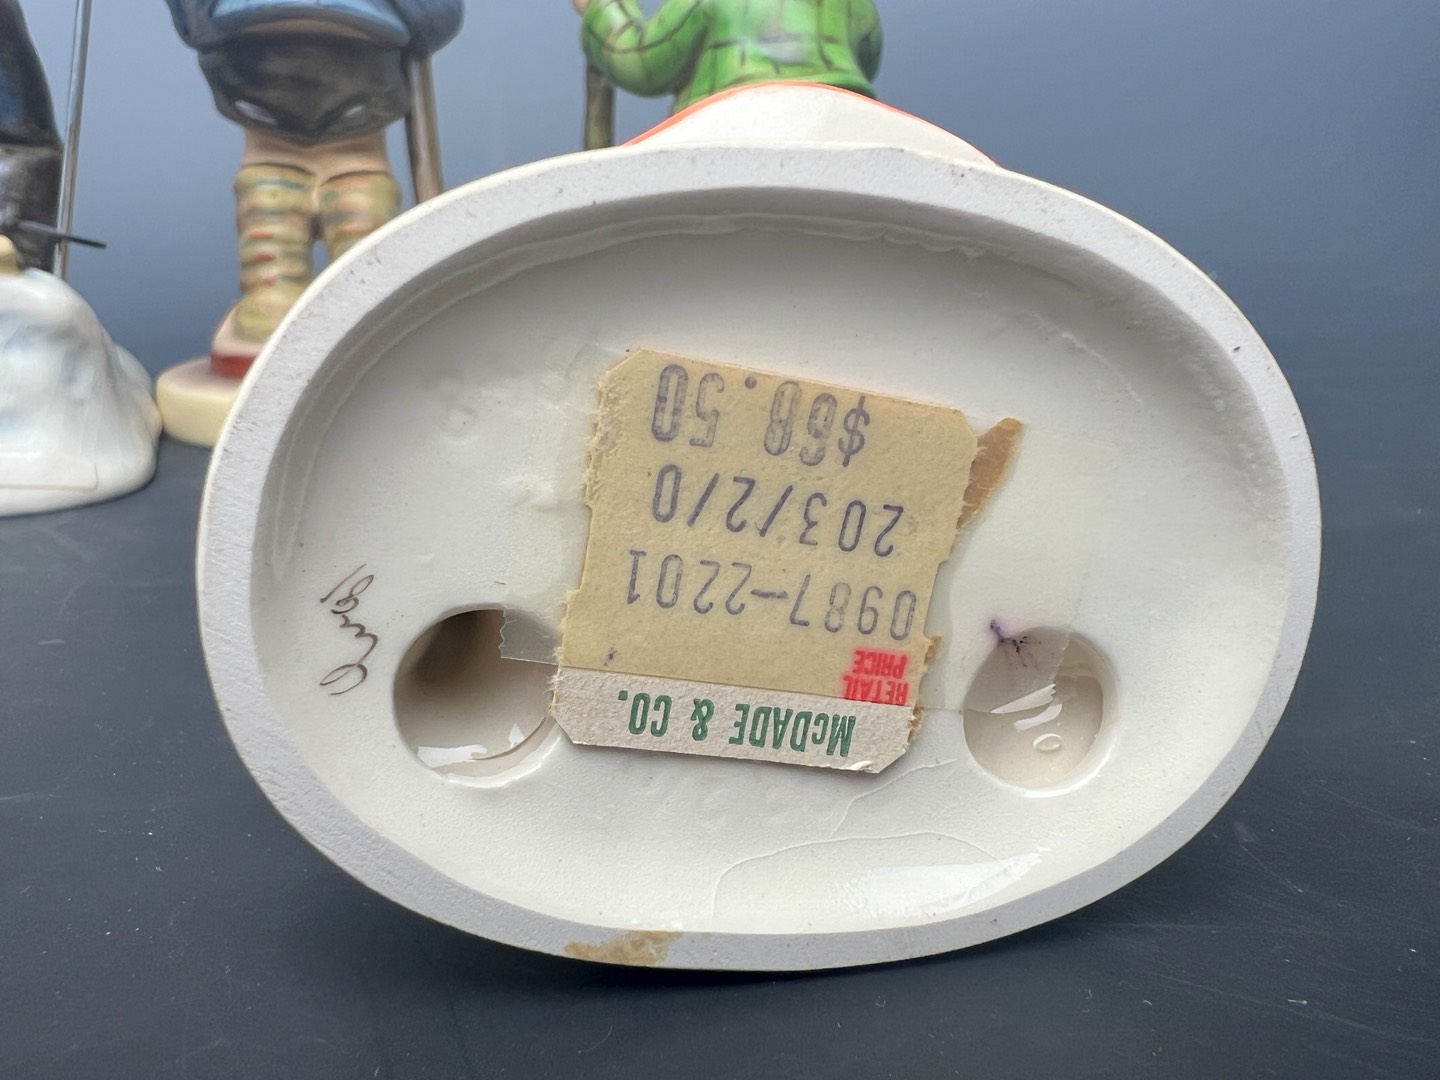 McDADE & CO.
RETAIL
PRICE
0987-2201
203/2/0
$68.50